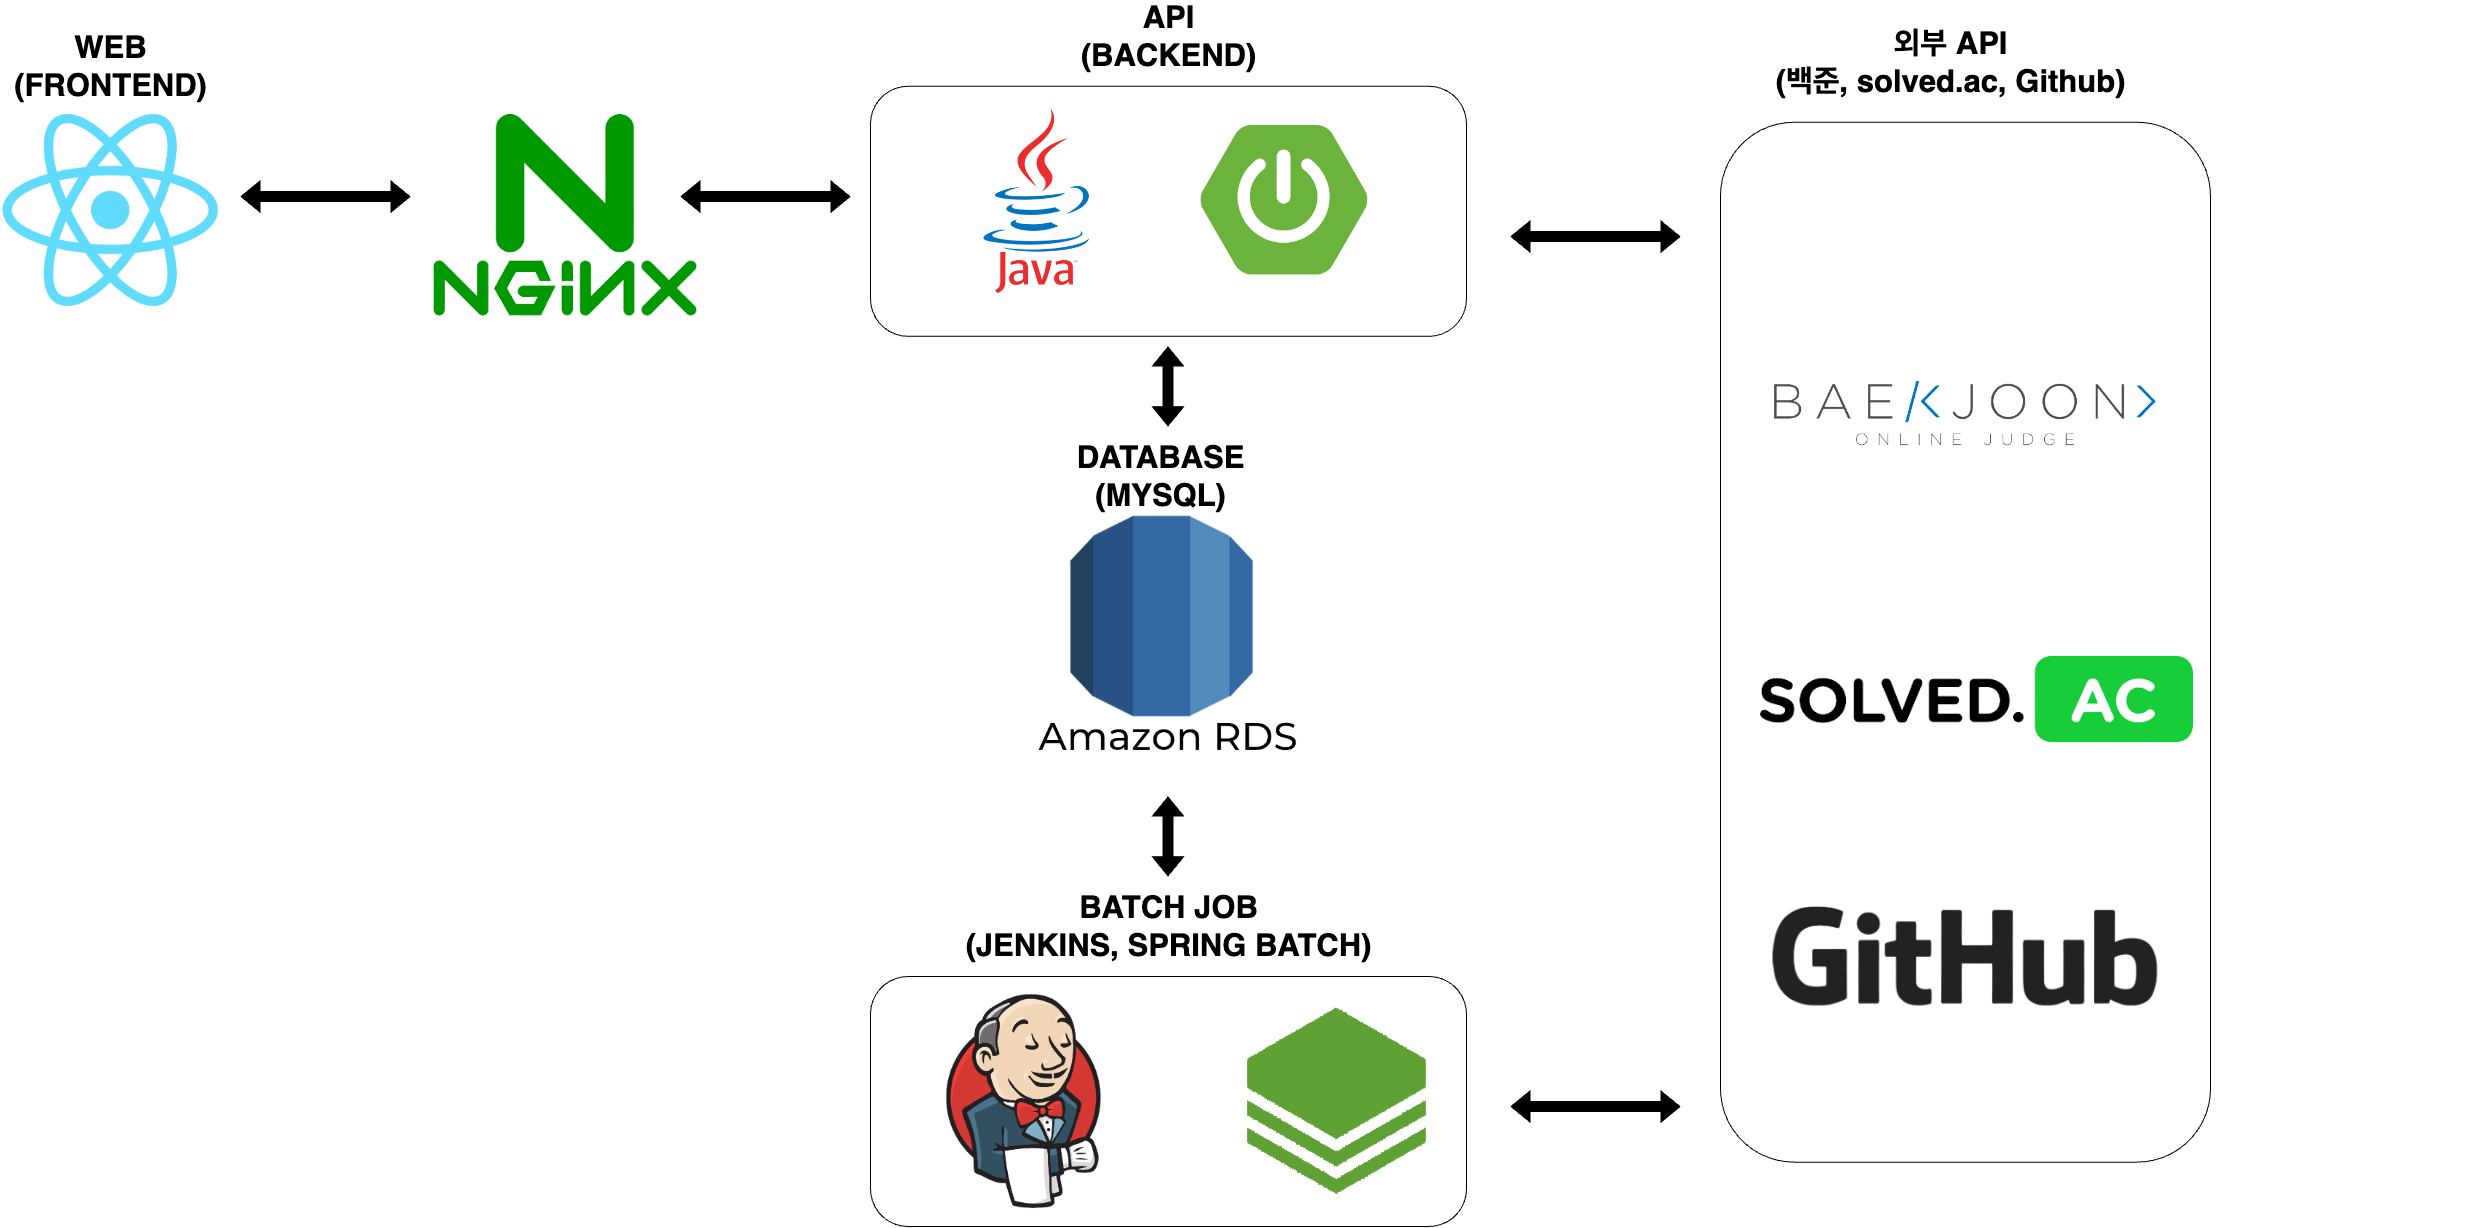 WEB
(FRONTEND)
NGiNX
API
(BACKEND)
Java
외부 API
(백준, solved.ac, Github)
BAEKJOON>
ONLINE JUDGE
SOLVED.AC
GitHub
DATABASE
(MYSQL)
Amazon RDS
BATCH JOB
(JENKINS, SPRING BATCH)